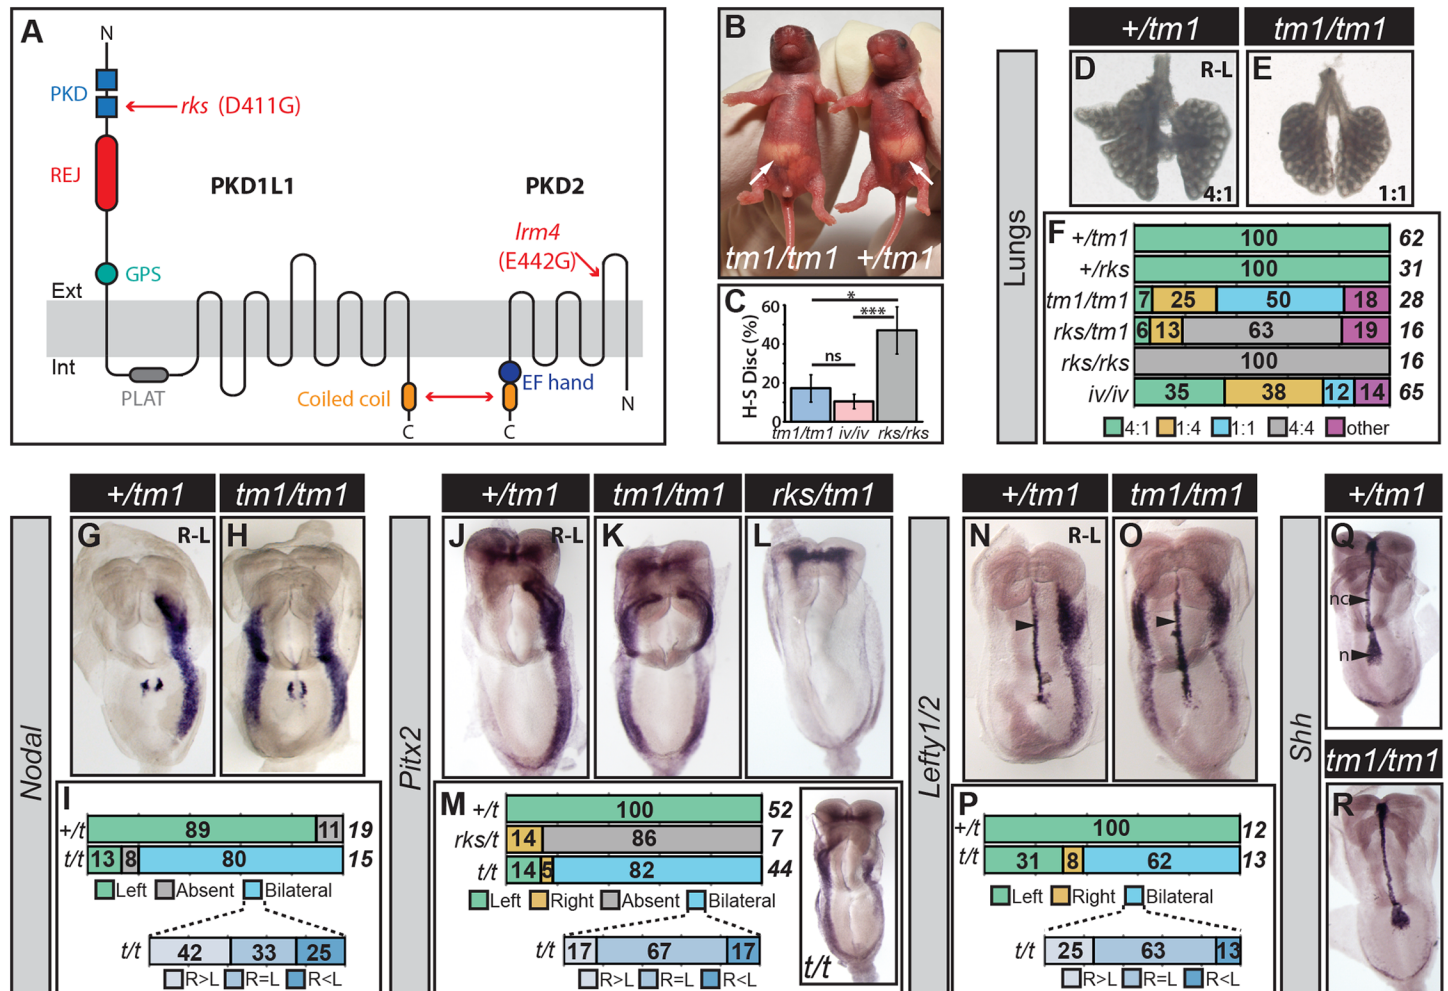 A
N
PKD
rks (D411G)
REJ
PKD1L1
PKD2
lrm4
(E442G)
GPS
Ext
Int
PLAT
Coiled coil
EF hand
N
C
C
B
tm1/tm1
+/tm1
C
H-S Disc (%)
60
40
20
0
*
***
ns
tm1/tm1 iv/iv rks/rks
Lungs
+/tm1
tm1/tm1
D
R-L
4:1
E
1:1
F
+/tm1 100 62
+/rks 100 31
tm1/tm1 7 25 50 18 28
rks/tm1 6 13 63 19 16
rks/rks 100 16
iv/iv 35 38 12 14 65
4:1 1:4 1:1 4:4 other
Nodal
+/tm1
tm1/tm1
G
R-L
H
I
+/t 89 11 19
t/t 13 8 80 15
Left Absent Bilateral
t/t 42 33 25
R>L R=L R<L
Pitx2
+/tm1
tm1/tm1
rks/tm1
J
R-L
K
L
M
+/t 100 52
rks/t 14 86 7
t/t 14 5 82 44
Left Right Absent Bilateral
t/t 17 67 17
R>L R=L R<L
t/t
Lefty1/2
+/tm1
tm1/tm1
N
R-L
O
P
+/t 100 12
t/t 31 8 62 13
Left Right Bilateral
t/t 25 63 13
R>L R=L R<L
Shh
+/tm1
Q
nc
n
tm1/tm1
R